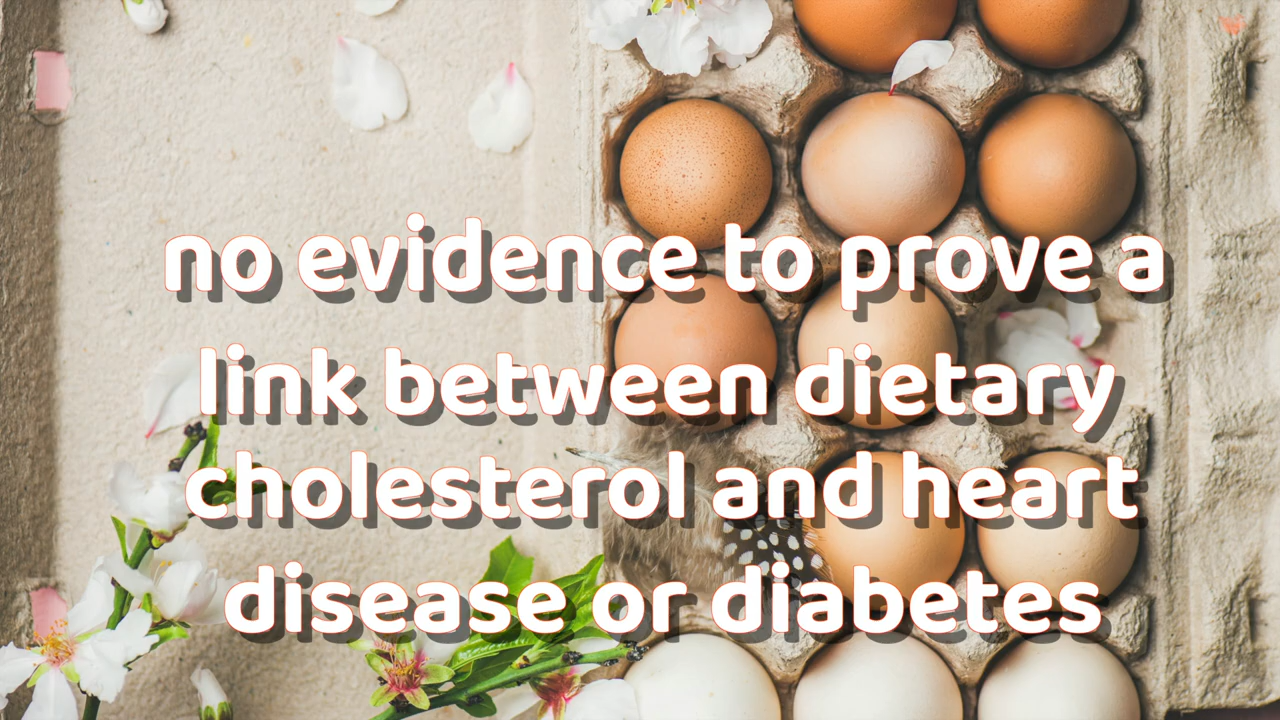 no evidence to prove a
link between dietary
cholesterol and heart
disease or diabetes